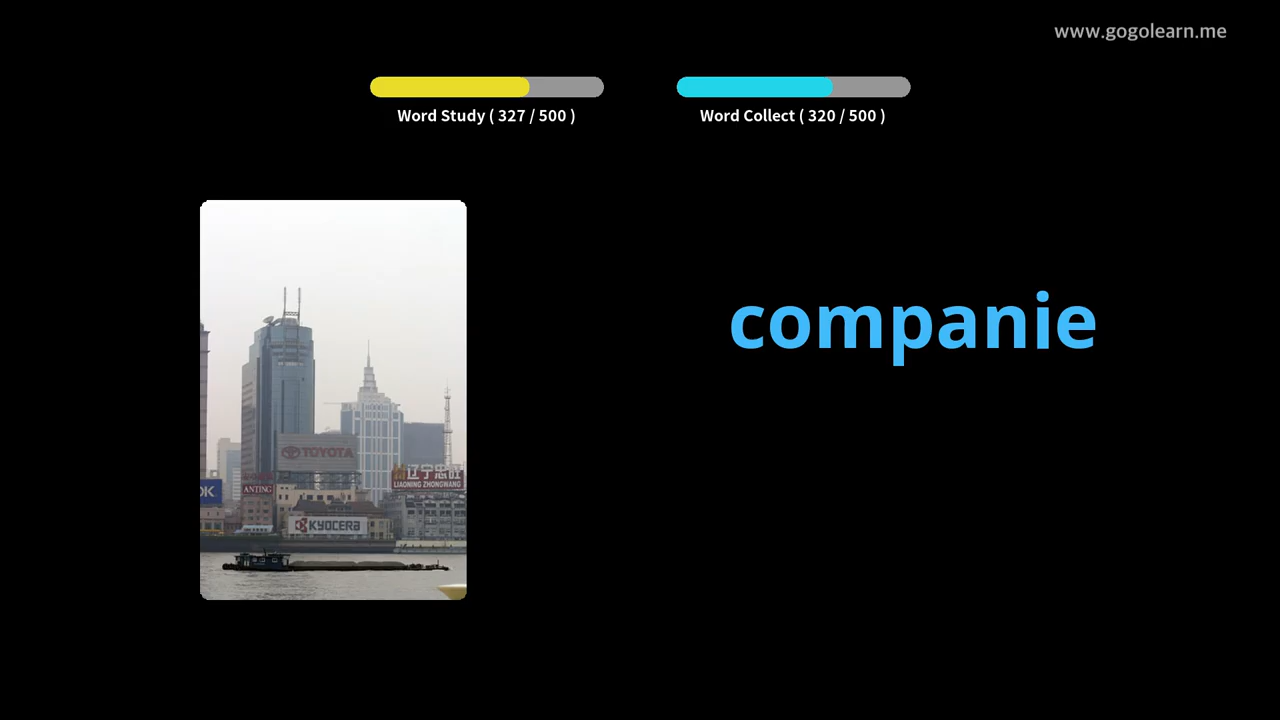 www.gogolearn.me
Word Study ( 327 / 500 )
Word Collect ( 320 / 500 )
companie
TOYOTA
辽宁忠旺
LIAONING ZHONGWANG
OK
ANTING
KYOCERA